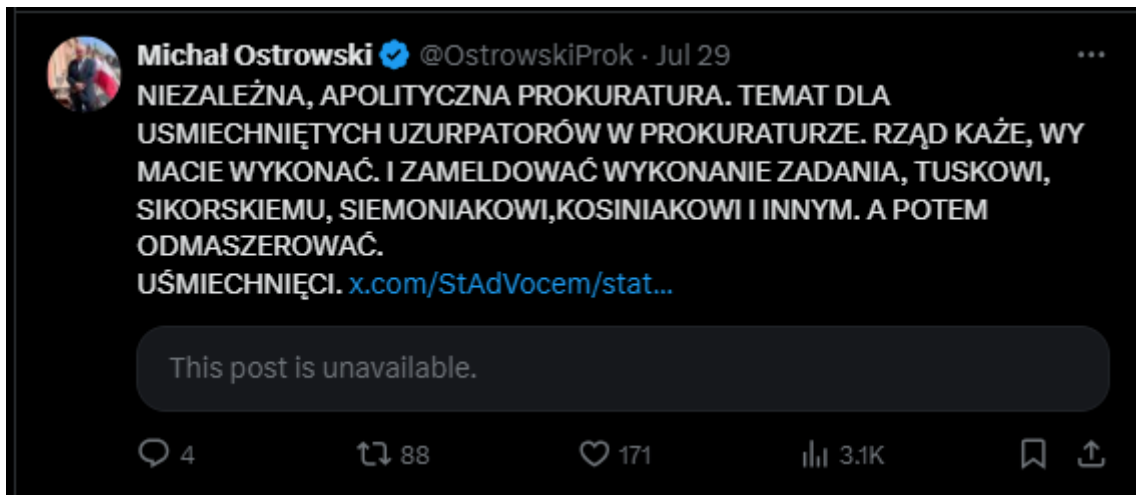 Michał Ostrowski @OstrowskiProk · Jul 29
NIEZALEŻNA, APOLITYCZNA PROKURATURA. TEMAT DLA
USMIECHNIĘTYCH UZURPATORÓW W PROKURATURZE. RZĄD KAŻE, WY
MACIE WYKONAĆ. I ZAMELDOWAĆ WYKONANIE ZADANIA, TUSKOWI,
SIKORSKIEMU, SIEMONIAKOWI,KOSINIAKOWI I INNYM. A POTEM
ODMASZEROWAĆ.
UŚMIECHNIĘCI. x.com/StAdVocem/stat...
This post is unavailable.
4 88 171 3.1K